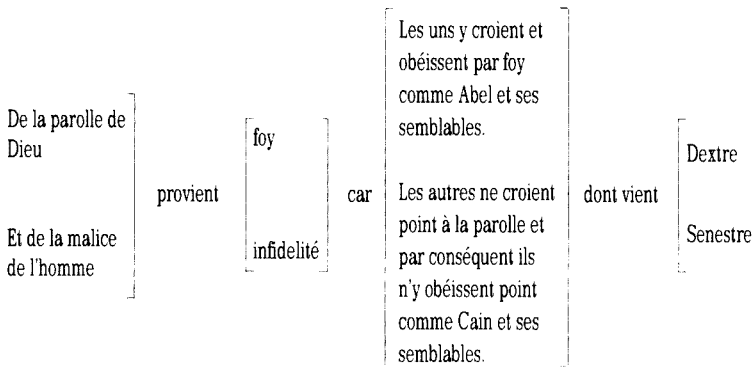 De la parolle de
Dieu
Et de la malice
de l'homme
provient
foy
infidelité
car
Les uns y croient et
obéissent par foy
comme Abel et ses
semblables.
Les autres ne croient
point à la parolle et
par conséquent ils
n'y obéissent point
comme Cain et ses
semblables.
dont vient
Dextre
Senestre